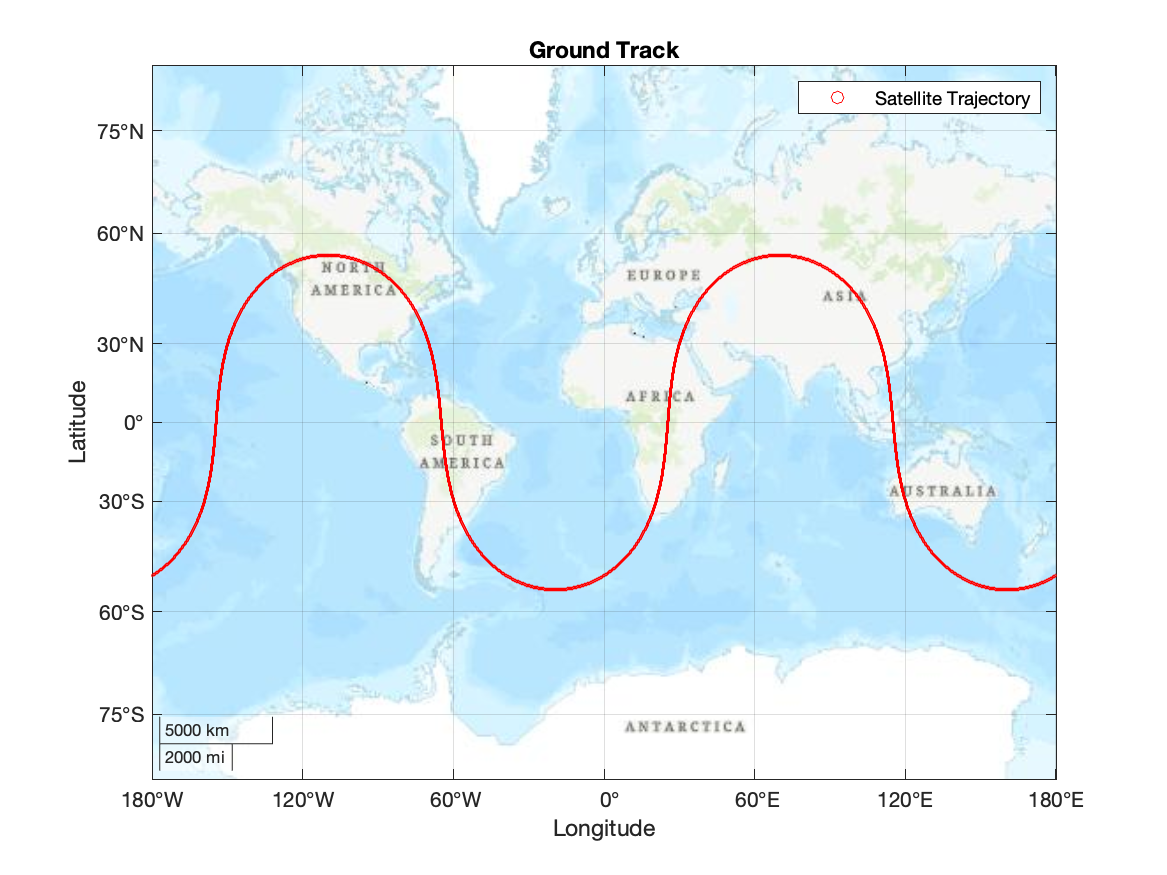 Ground Track
Satellite Trajectory
75°N
60°N
30°N
0°
30°S
60°S
75°S
Latitude
NORTH
AMERICA
EUROPE
ASIA
AFRICA
SOUTH
AMERICA
AUSTRALIA
ANTARCTICA
5000 km
2000 mi
180°W 120°W 60°W 0° 60°E 120°E 180°E
Longitude